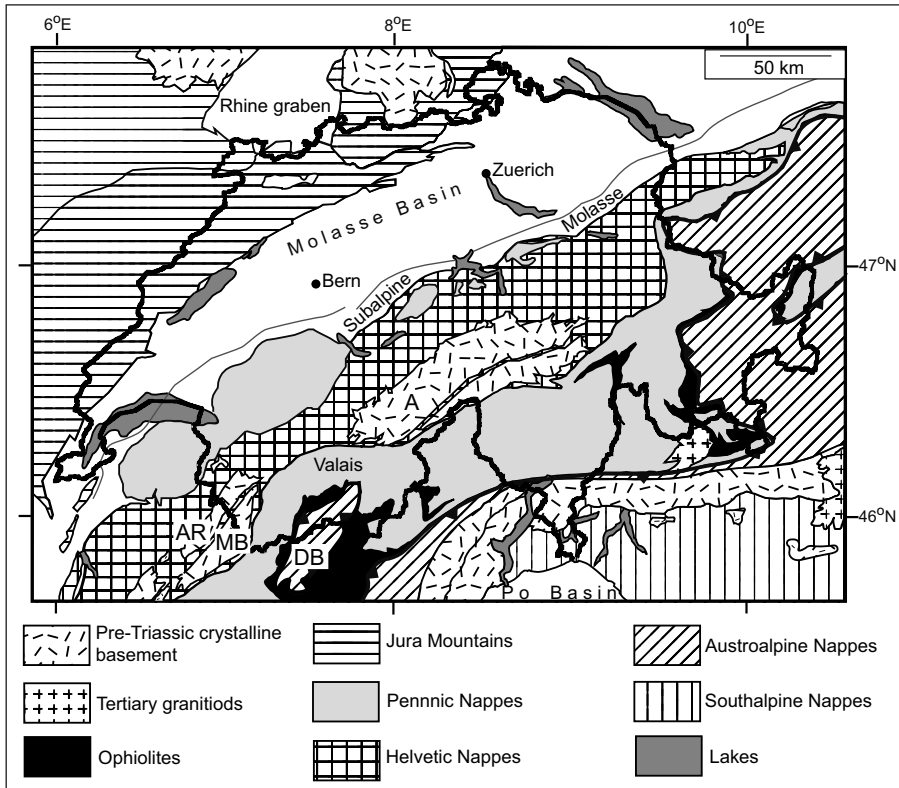 6°E
8°E
10°E
50 km
Rhine graben
Zuerich
Molasse Basin
Molasse
47°N
Bern
Subalpine
A
Valais
46°N
AR
MB
DB
Po Basin
Pre-Triassic crystalline
basement
Jura Mountains
Austroalpine Nappes
Tertiary granitiods
Pennnic Nappes
Southalpine Nappes
Ophiolites
Helvetic Nappes
Lakes